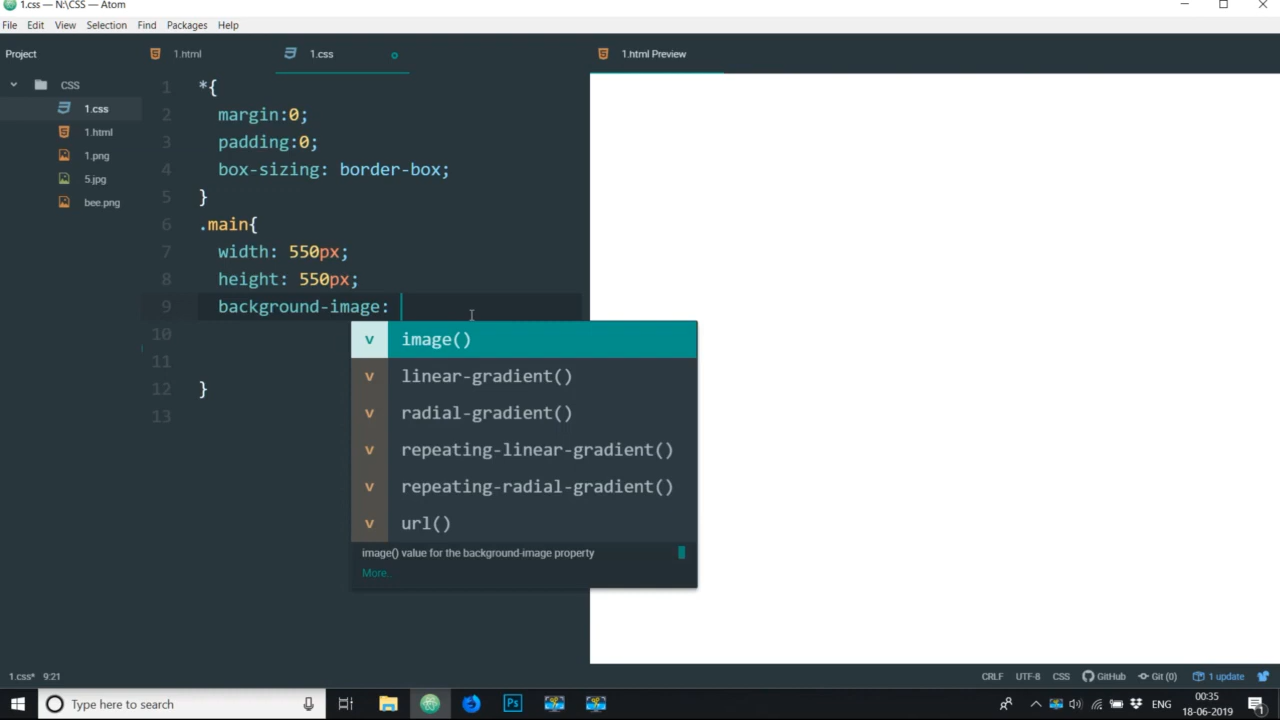 1.css — N:\CSS — Atom
File Edit View Selection Find Packages Help
Project
1.html
1.css
1.html Preview
CSS
1.css
1.html
1.png
5.jpg
bee.png
1 *{
2 margin:0;
3 padding:0;
4 box-sizing: border-box;
5 }
6 .main{
7 width: 550px;
8 height: 550px;
9 background-image:
10
11
12 }
13
v image()
v linear-gradient()
v radial-gradient()
v repeating-linear-gradient()
v repeating-radial-gradient()
v url()
image() value for the background-image property
More..
1.css* 9:21
CRLF UTF-8 CSS GitHub Git (0) 1 update
Type here to search
Ps
ENG
00:35
18-06-2019
1